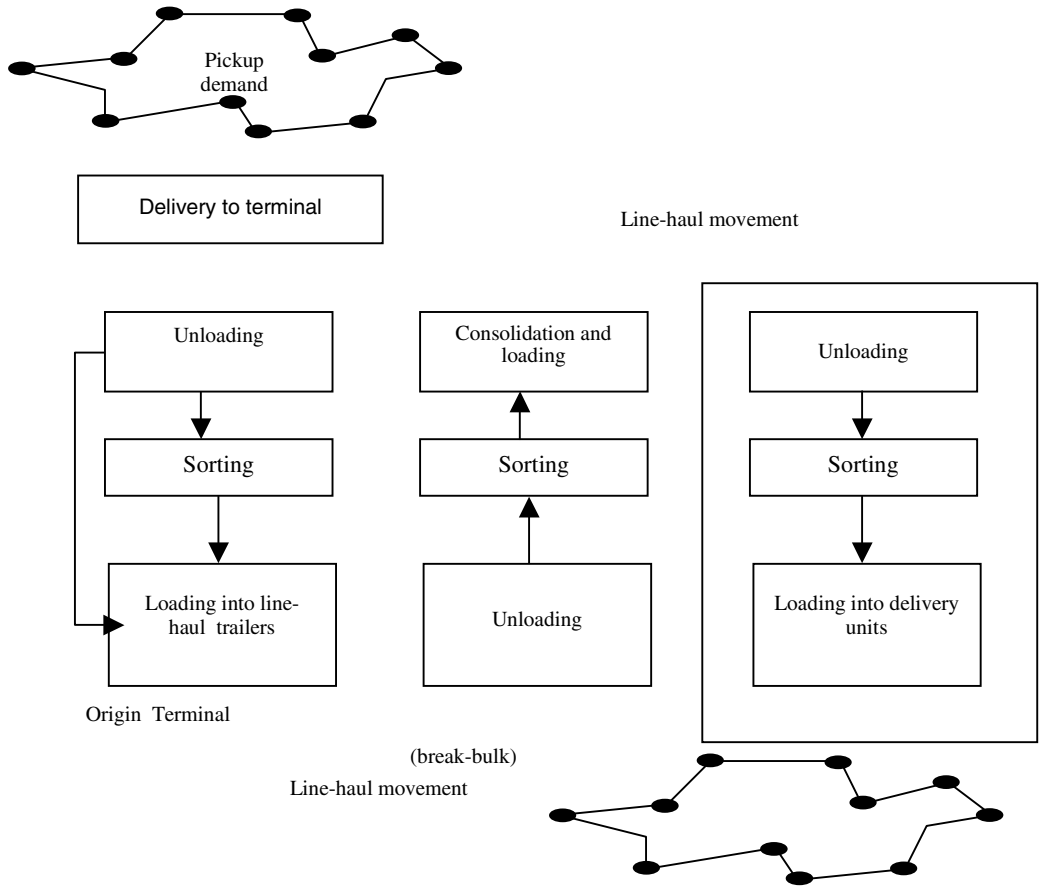 Pickup
demand
Delivery to terminal
Line-haul movement
Unloading
Sorting
Loading into line-
haul trailers
Origin Terminal
Consolidation and
loading
Sorting
Unloading
(break-bulk)
Line-haul movement
Unloading
Sorting
Loading into delivery
units